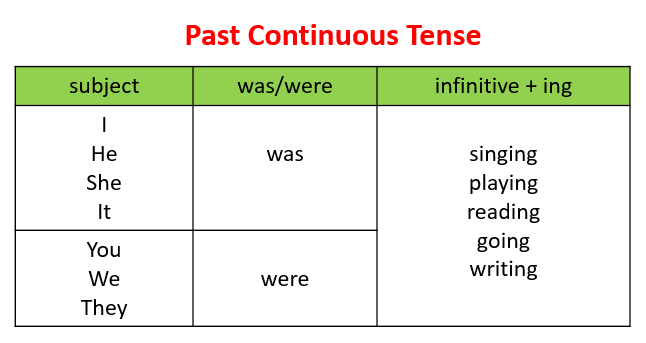 Past Continuous Tense
subject was/were infinitive + ing
I
He
She
It
was
You
We
They
were
singing
playing
reading
going
writing